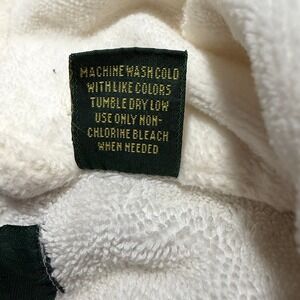 MACHINE WASH COLD
WITH LIKE COLORS
TUMBLE DRY LOW
USE ONLY NON-
CHLORINE BLEACH
WHEN NEEDED